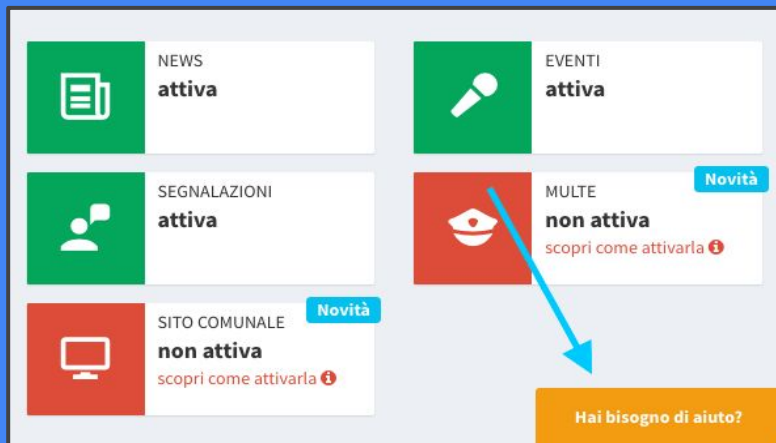 NEWS
attiva
EVENTI
attiva
SEGNALAZIONI
attiva
Novità
MULTE
non attiva
scopri come attivarla
Novità
SITO COMUNALE
non attiva
scopri come attivarla
Hai bisogno di aiuto?